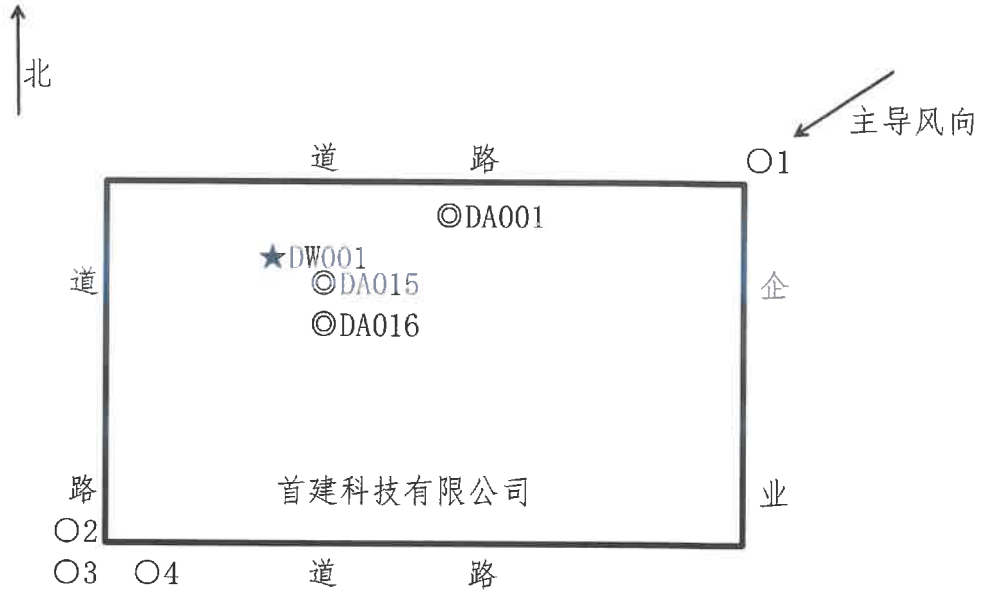 北
主导风向
道 路
○1
◎DA001
★DW001
道
◎DA015
企
◎DA016
路
首建科技有限公司
业
○2
○3 ○4 道 路